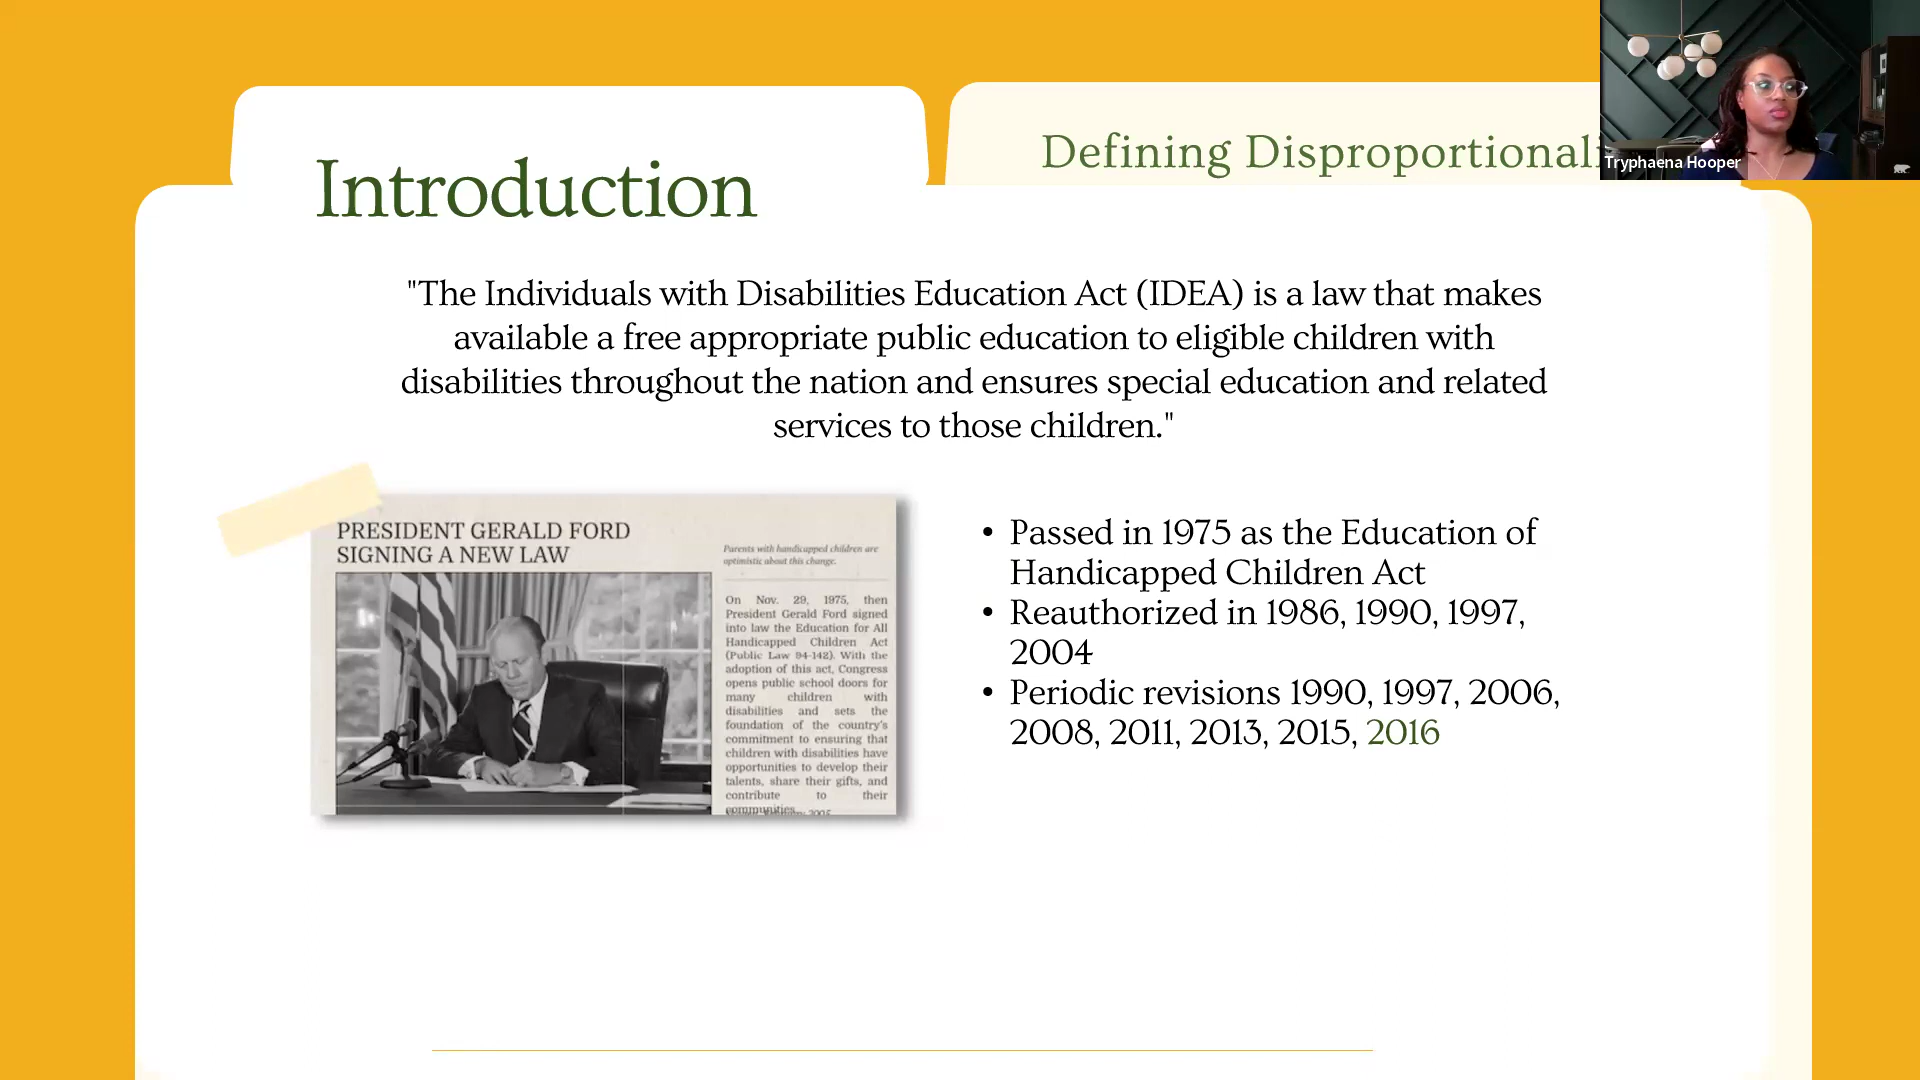 Introduction
Defining Disproportionali
Tryphaena Hooper
"The Individuals with Disabilities Education Act (IDEA) is a law that makes
available a free appropriate public education to eligible children with
disabilities throughout the nation and ensures special education and related
services to those children."
PRESIDENT GERALD FORD
SIGNING A NEW LAW
Parents with handicapped children are
optimistic about this change.
On Nov. 29, 1975, then
President Gerald Ford signed
into law the Education for All
Handicapped Children Act
(Public Law 94-142). With the
adoption of this act, Congress
opens public school doors for
many children with
disabilities and sets the
foundation of the country's
commitment to ensuring that
children with disabilities have
opportunities to develop their
talents, share their gifts, and
contribute to their
communities.
2005
• Passed in 1975 as the Education of
Handicapped Children Act
• Reauthorized in 1986, 1990, 1997,
2004
• Periodic revisions 1990, 1997, 2006,
2008, 2011, 2013, 2015, 2016